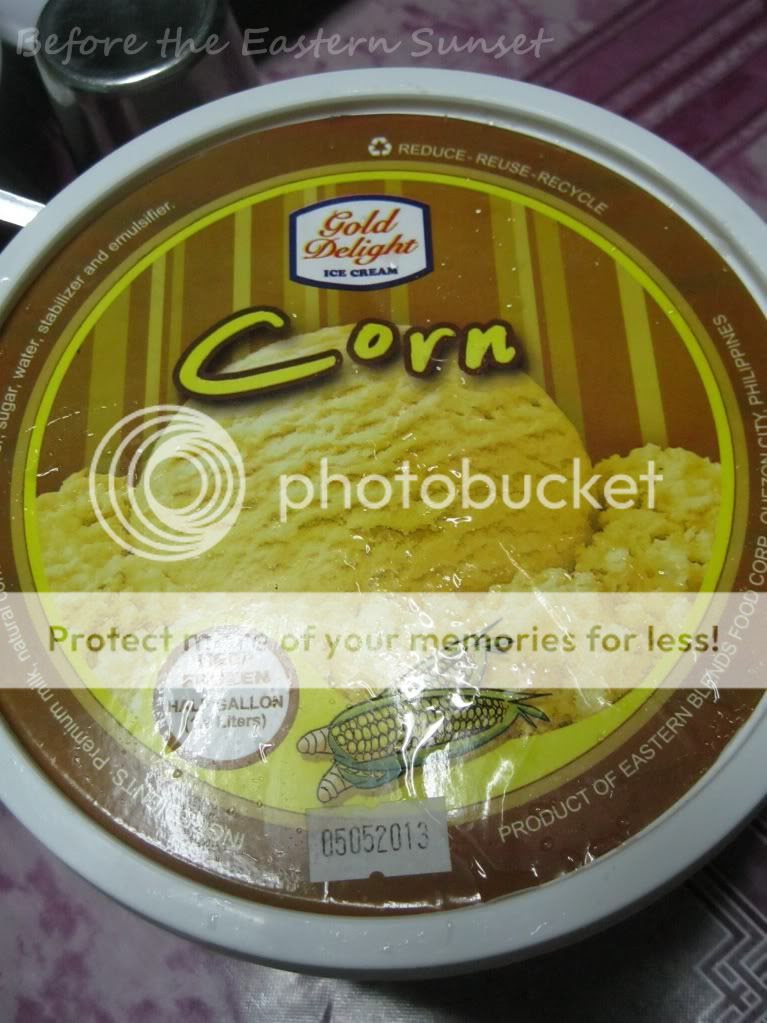 Before the Eastern Sunset
REDUCE - REUSE - RECYCLE
Gold
Delight
ICE CREAM
Corn
photobucket
Protect more of your memories for less!
FROZEN
HALF GALLON
Liters)
sugar, water, stabilizer and emulsifier.
Premium milk, natural
PRODUCT OF EASTERN BLENDS FOOD CORP. QUEZON CITY PHILIPPINES
05052013